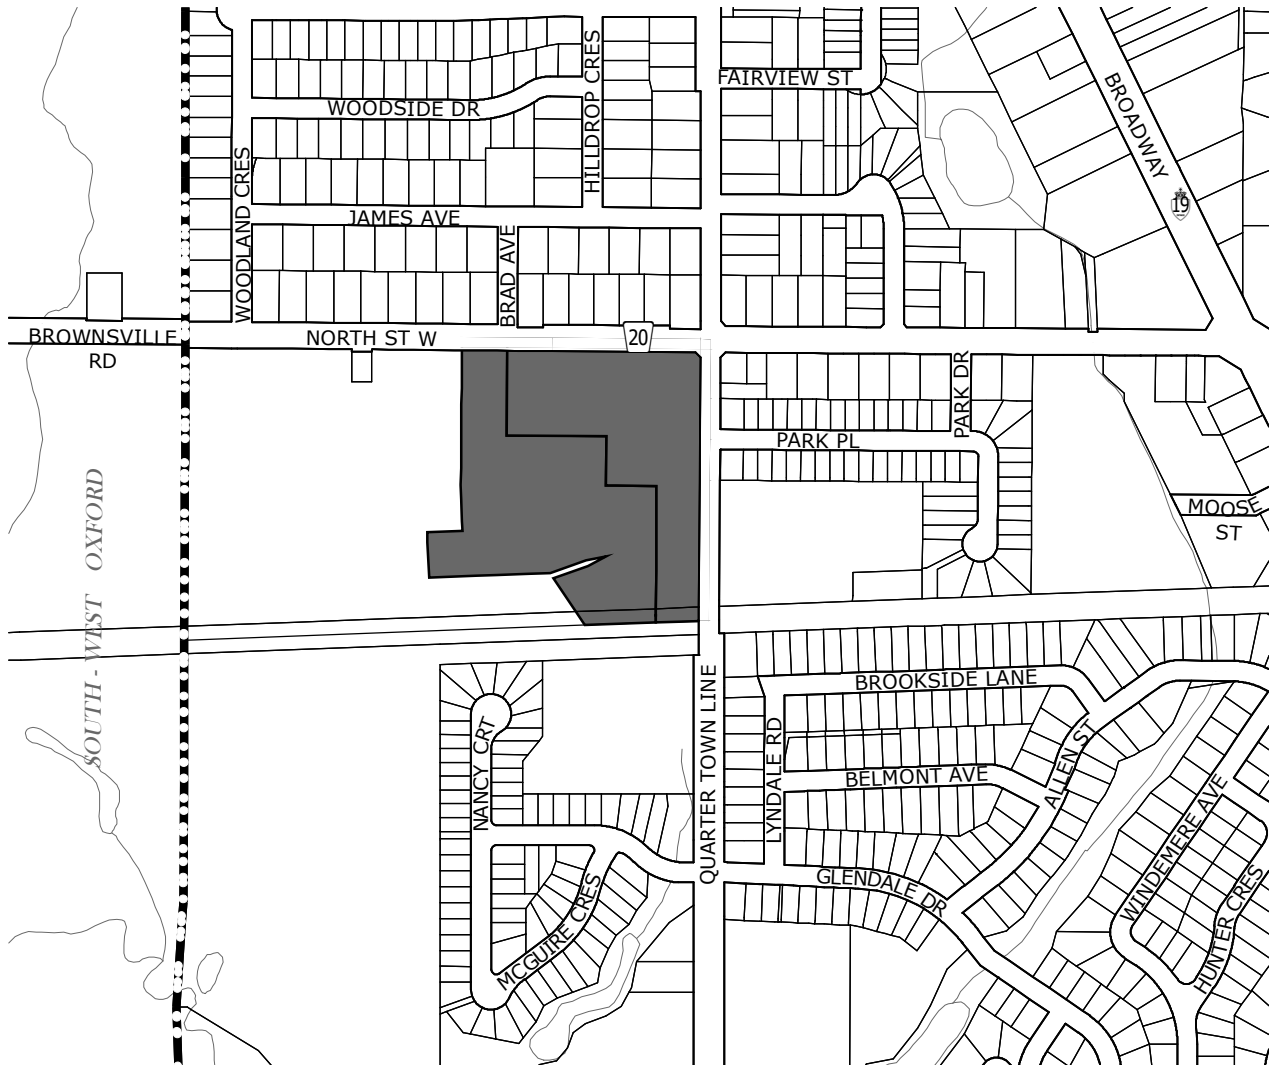 FAIRVIEW ST
WOODSIDE DR
HILLDROP CRES
BROADWAY
WOODLAND CRES
19
JAMES AVE
BRAD AVE
BROWNSVILLE
RD
NORTH ST W
20
PARK DR
PARK PL
SOUTH - WEST OXFORD
MOOSE
ST
BROOKSIDE LANE
QUARTER TOWN LINE
LYNDALE RD
NANCY CRT
ALLEN ST
BELMONT AVE
WINDEMERE AVE
GLENDALE DR
MCGUIRE CRES
HUNTER CRES